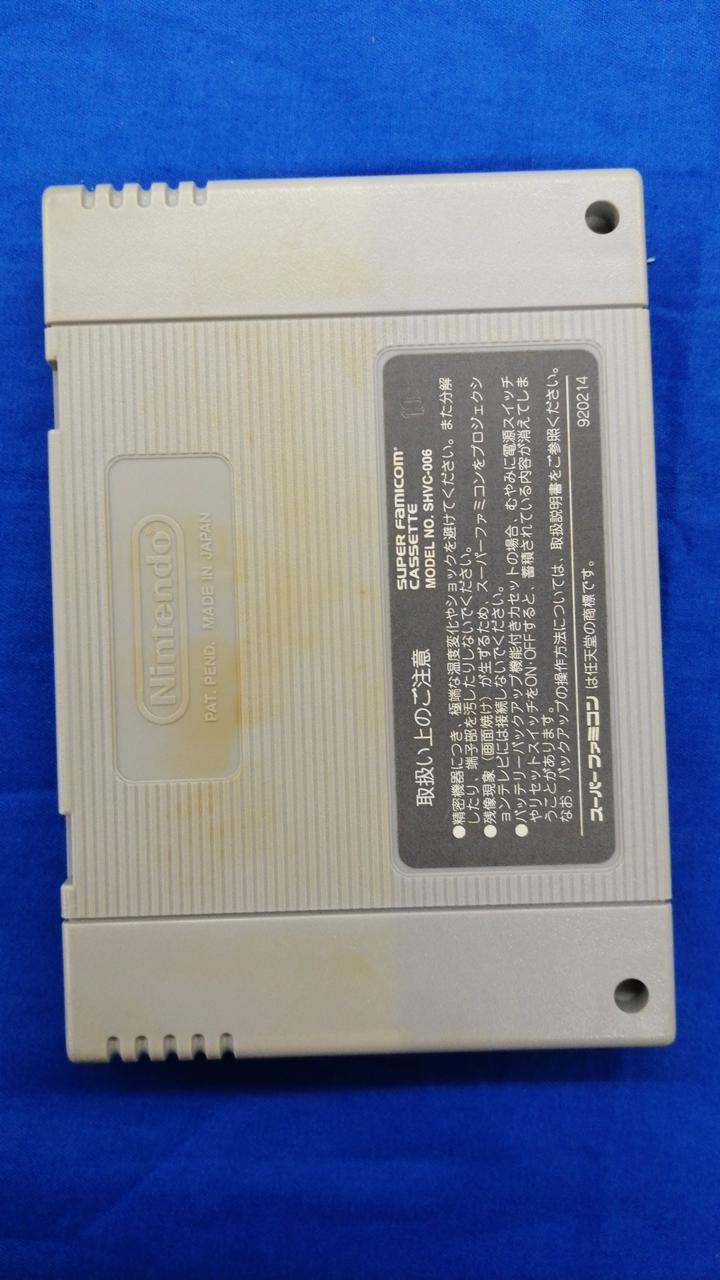 Nintendo®
PAT. PEND. MADE IN JAPAN
SUPER FAMICOM®
CASSETTE
取扱い上のご注意 MODEL NO. SHVC-006
●精密機器につき、極端な温度変化やショックを避けてください。また分解
したり、端子部を汚したりしないでください。
●残像現象（画面焼け）が生ずるため、スーパーファミコンをプロジェクシ
ョンテレビには接続しないでください。
●バッテリーバックアップ機能付きカセットの場合、むやみに電源スイッチ
やリセットスイッチをON・OFFすると、蓄積されている内容が消えてしま
うことがあります。
なお、バックアップの操作方法については、取扱説明書をご参照ください。
スーパーファミコン は任天堂の商標です。 920214